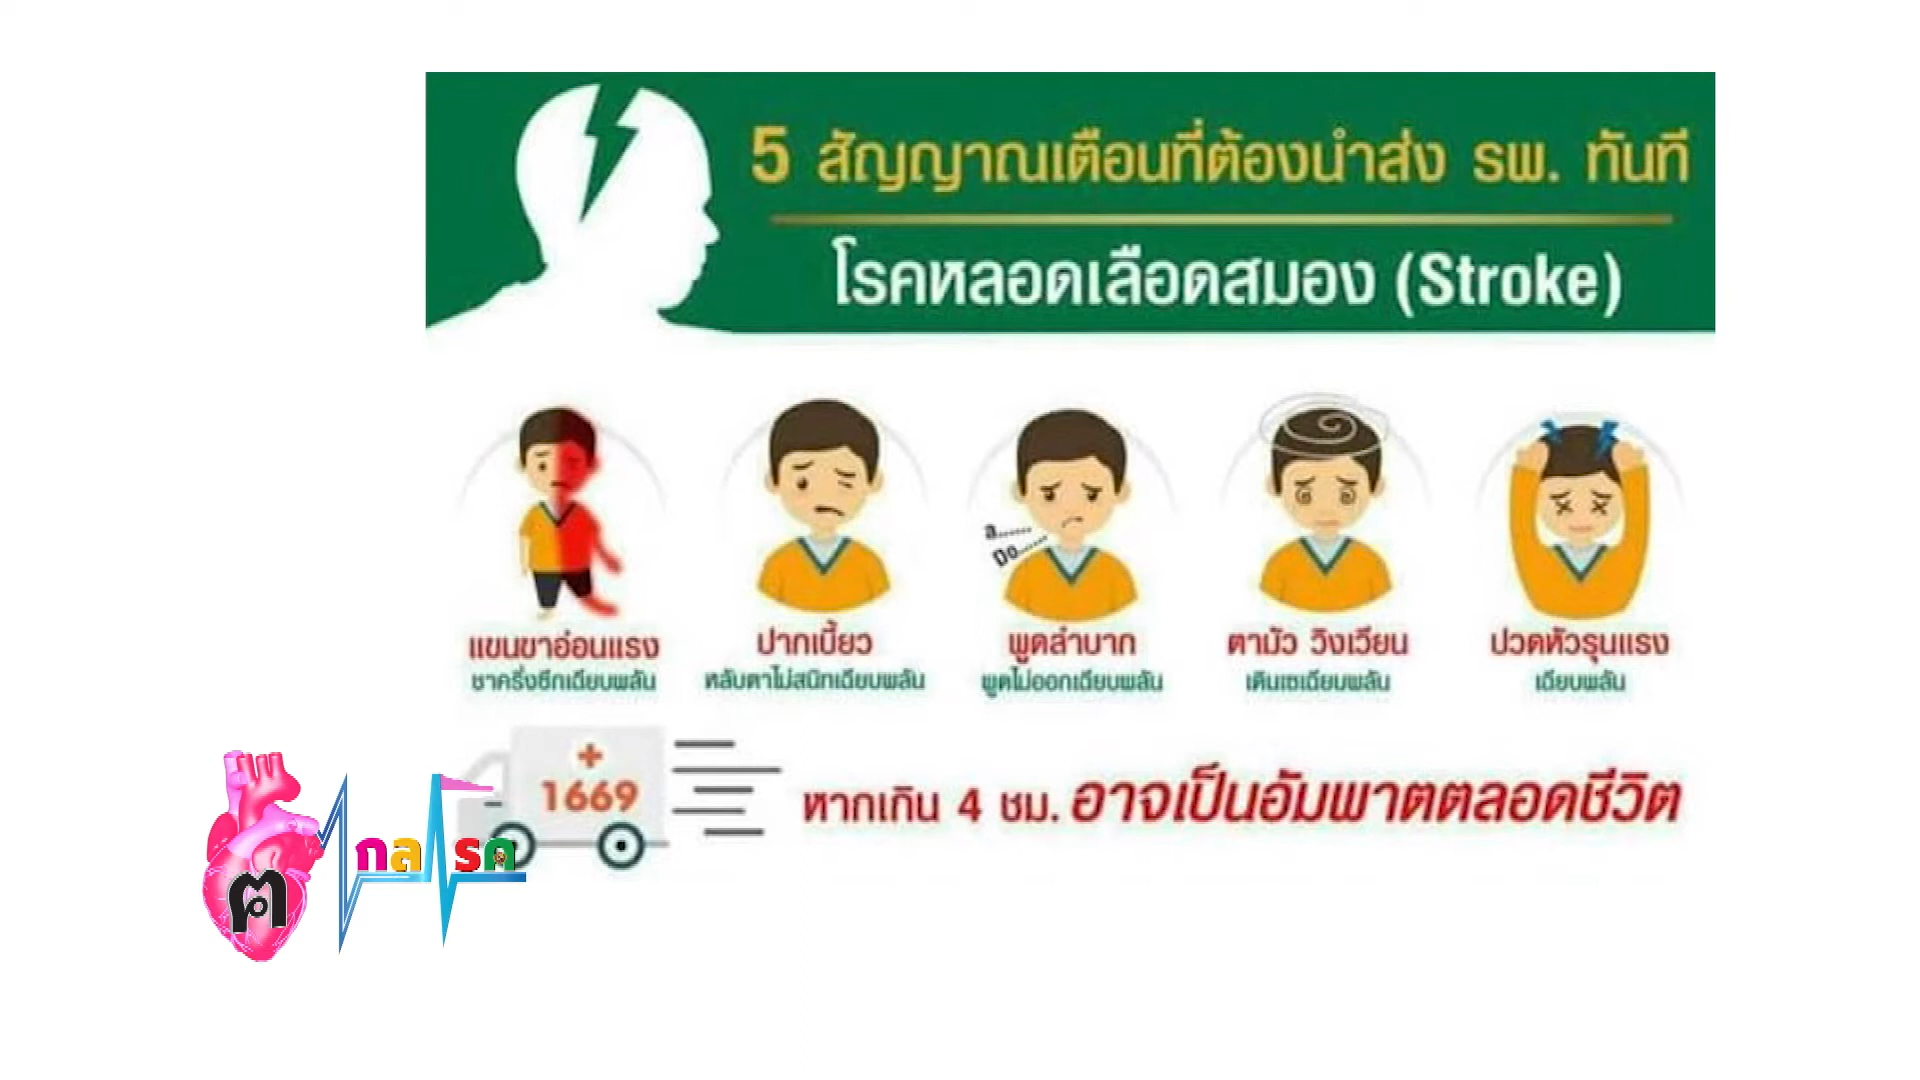 5 สัญญาณเตือนที่ต้องนำส่ง รพ. ทันที
โรคหลอดเลือดสมอง (Stroke)
ส......
ปอ......
แขนขาอ่อนแรง
ชาครึ่งซีกเฉียบพลัน
ปากเบี้ยว
หลับตาไม่สนิทเฉียบพลัน
พูดลำบาก
พูดไม่ออกเฉียบพลัน
ตามัว วิงเวียน
เดินเซเฉียบพลัน
ปวดหัวรุนแรง
เฉียบพลัน
1669
หากเกิน 4 ชม. อาจเป็นอัมพาตตลอดชีวิต